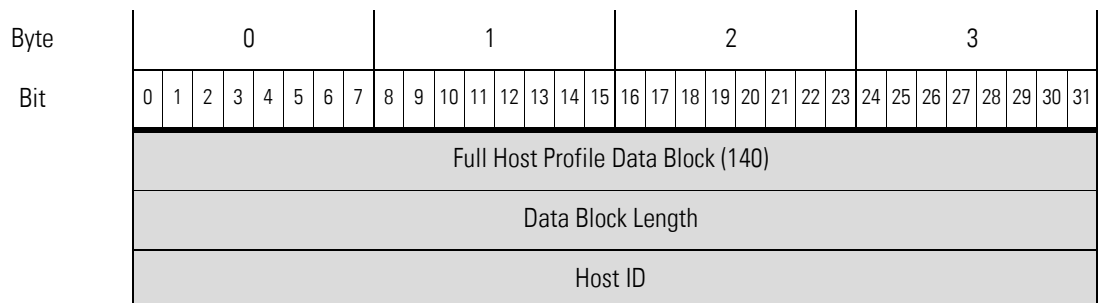 Byte 0 1 2 3
Bit 0 1 2 3 4 5 6 7 8 9 10 11 12 13 14 15 16 17 18 19 20 21 22 23 24 25 26 27 28 29 30 31
Full Host Profile Data Block (140)
Data Block Length
Host ID